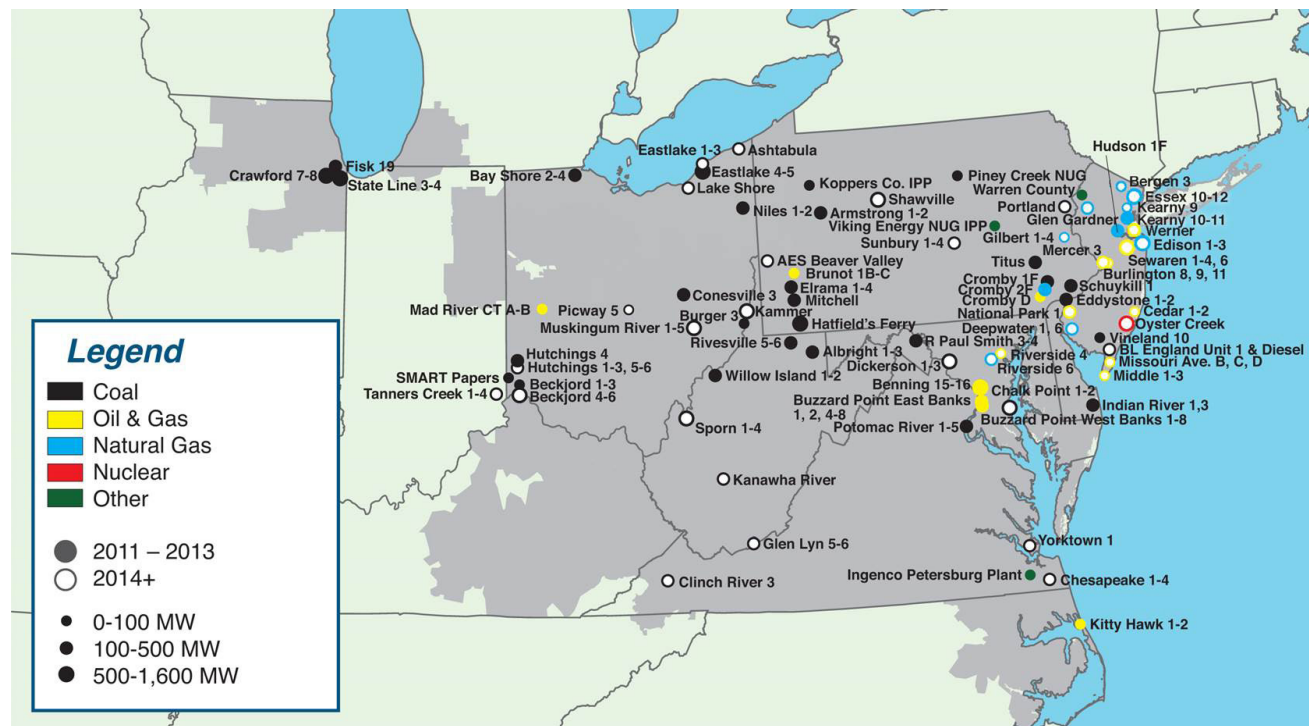 Hudson 1F
Eastlake 1-3
Ashtabula
Fisk 19
Crawford 7-8
State Line 3-4
Bay Shore 2-4
Eastlake 4-5
Lake Shore
Koppers Co. IPP
Piney Creek NUG
Bergen 3
Warren County
Essex 10-12
Shawville
Portland
Kearny 9
Niles 1-2
Armstrong 1-2
Glen Gardner
Kearny 10-11
Viking Energy NUG IPP
Werner
Sunbury 1-4
Gilbert 1-4
Edison 1-3
Mercer 3
AES Beaver Valley
Titus
Sewaren 1-4, 6
Brunot 1B-C
Burlington 8, 9, 11
Cromby 1F
Elrama 1-4
Schuykill 1
Conesville 3
Cromby 2F
Mitchell
Cromby D
Eddystone 1-2
Mad River CT A-B
Picway 5
Burger 3
Kammer
National Park 1
Cedar 1-2
Muskingum River 1-5
Hatfield's Ferry
Deepwater 1, 6
Oyster Creek
Rivesville 5-6
R Paul Smith 3-4
Vineland 10
Albright 1-3
Riverside 4
BL England Unit 1 & Diesel
Hutchings 4
Dickerson 1-3
Riverside 6
Missouri Ave. B, C, D
Hutchings 1-3, 5-6
SMART Papers
Willow Island 1-2
Middle 1-3
Beckjord 1-3
Benning 15-16
Chalk Point 1-2
Tanners Creek 1-4
Beckjord 4-6
Buzzard Point East Banks
1, 2, 4-8
Indian River 1,3
Sporn 1-4
Buzzard Point West Banks 1-8
Potomac River 1-5
Kanawha River
Glen Lyn 5-6
Yorktown 1
Clinch River 3
Ingenco Petersburg Plant
Chesapeake 1-4
Kitty Hawk 1-2
Legend
Coal
Oil & Gas
Natural Gas
Nuclear
Other
2011 – 2013
2014+
0-100 MW
100-500 MW
500-1,600 MW